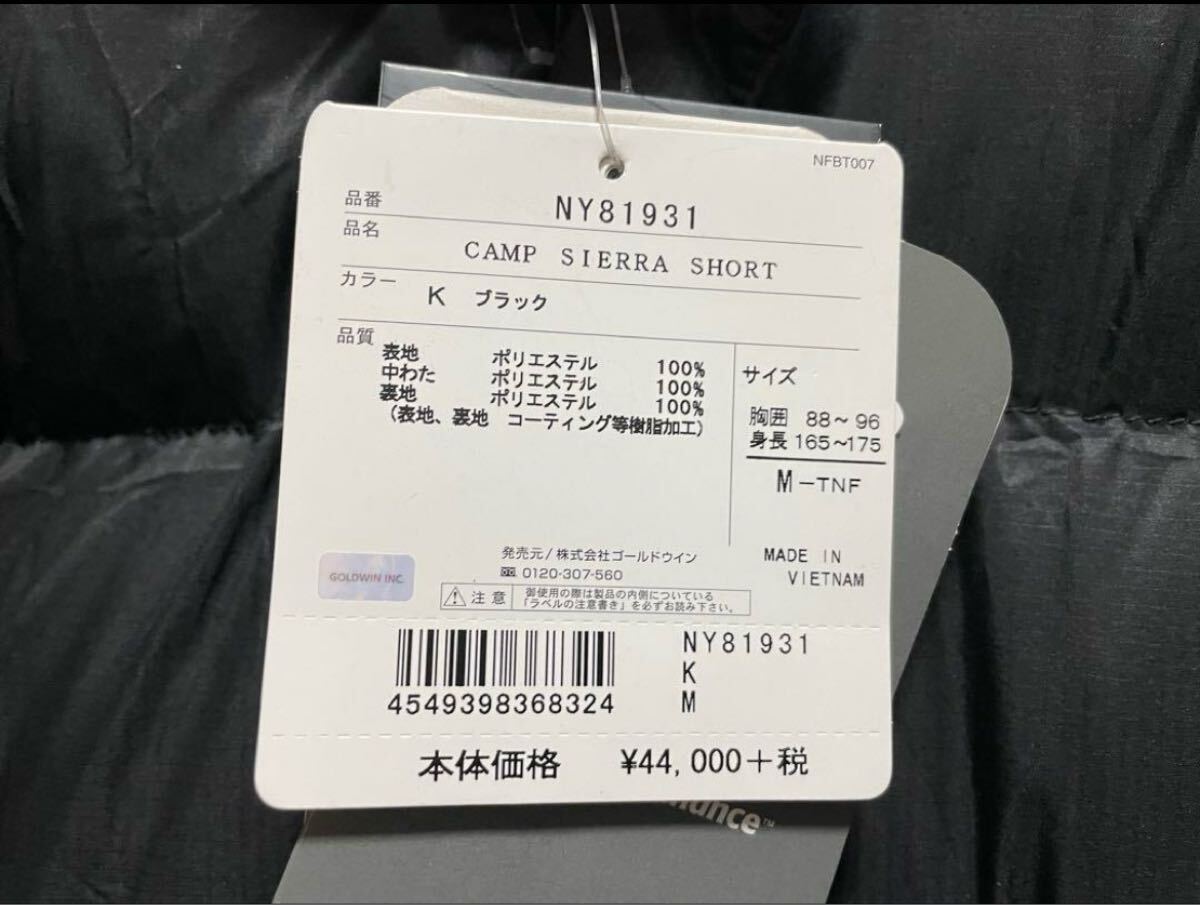 NFBT007
品番 NY81931
品名 CAMP SIERRA SHORT
カラー K ブラック
品質
表地 ポリエステル 100%
中わた ポリエステル 100%
裏地 ポリエステル 100%
(表地、裏地 コーティング等樹脂加工)
サイズ
胸囲 88~96
身長 165~175
M-TNF
MADE IN
VIETNAM
発売元/株式会社ゴールドウイン
0120-307-560
GOLDWIN INC.
注意
御使用の際は製品の内側についている
「ラベルの注意書き」を必ずお読み下さい。
4549398368324
NY81931
K
M
本体価格 ¥44,000+税